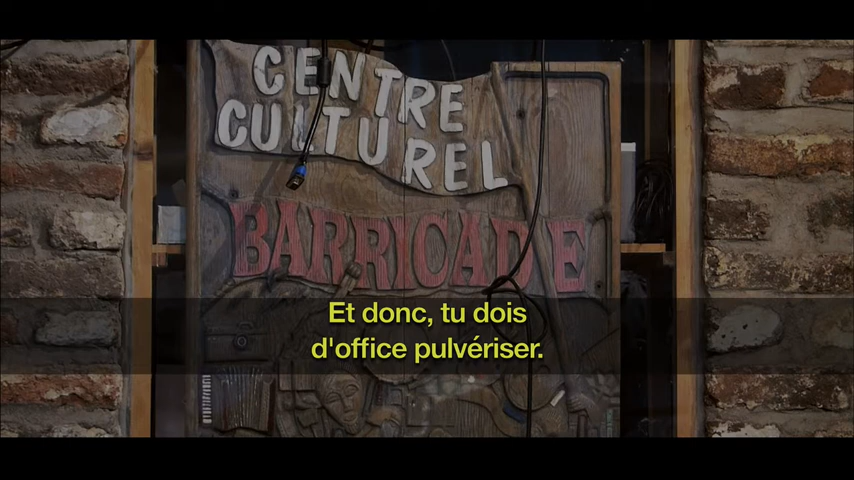 CENTRE
CULTUREL
BARRICADE
Et donc, tu dois
d'office pulvériser.